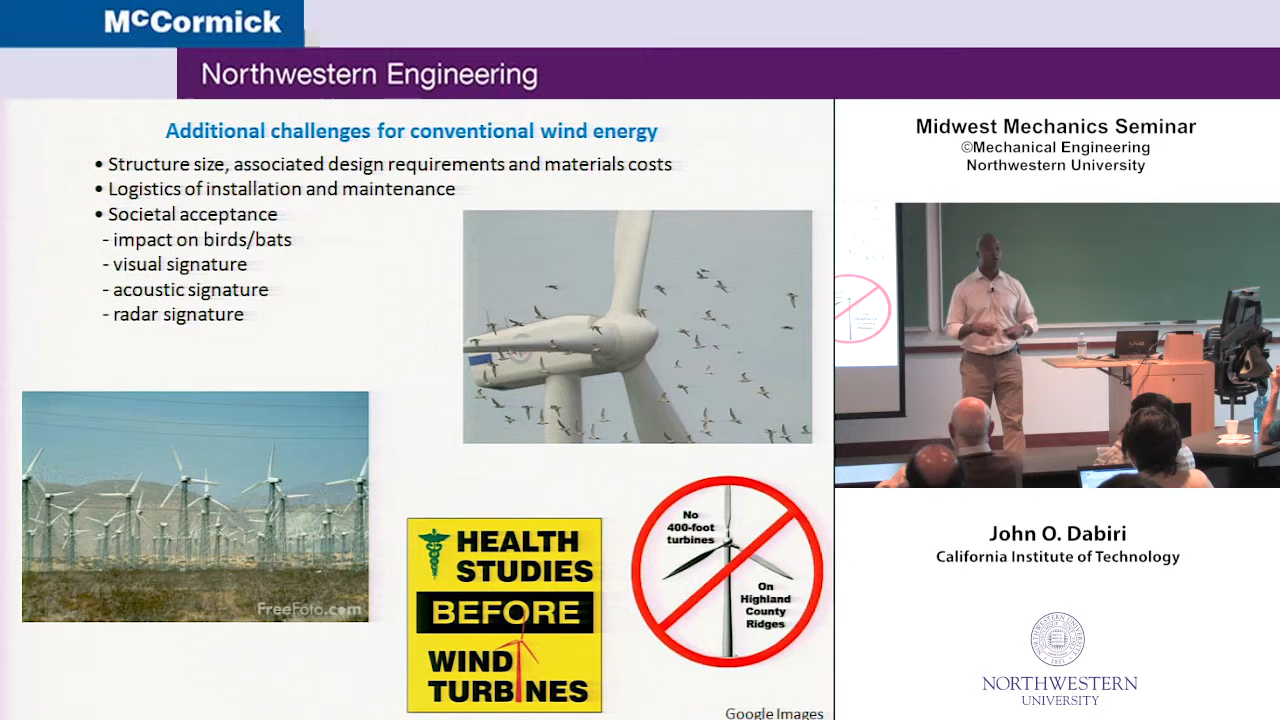 McCormick
Northwestern Engineering
Additional challenges for conventional wind energy
• Structure size, associated design requirements and materials costs
• Logistics of installation and maintenance
• Societal acceptance
- impact on birds/bats
- visual signature
- acoustic signature
- radar signature
FreeFoto.com
HEALTH
STUDIES
BEFORE
WIND
TURBINES
No
400-foot
turbines
On
Highland
County
Ridges
Google Images
Midwest Mechanics Seminar
©Mechanical Engineering
Northwestern University
John O. Dabiri
California Institute of Technology
NORTHWESTERN
UNIVERSITY